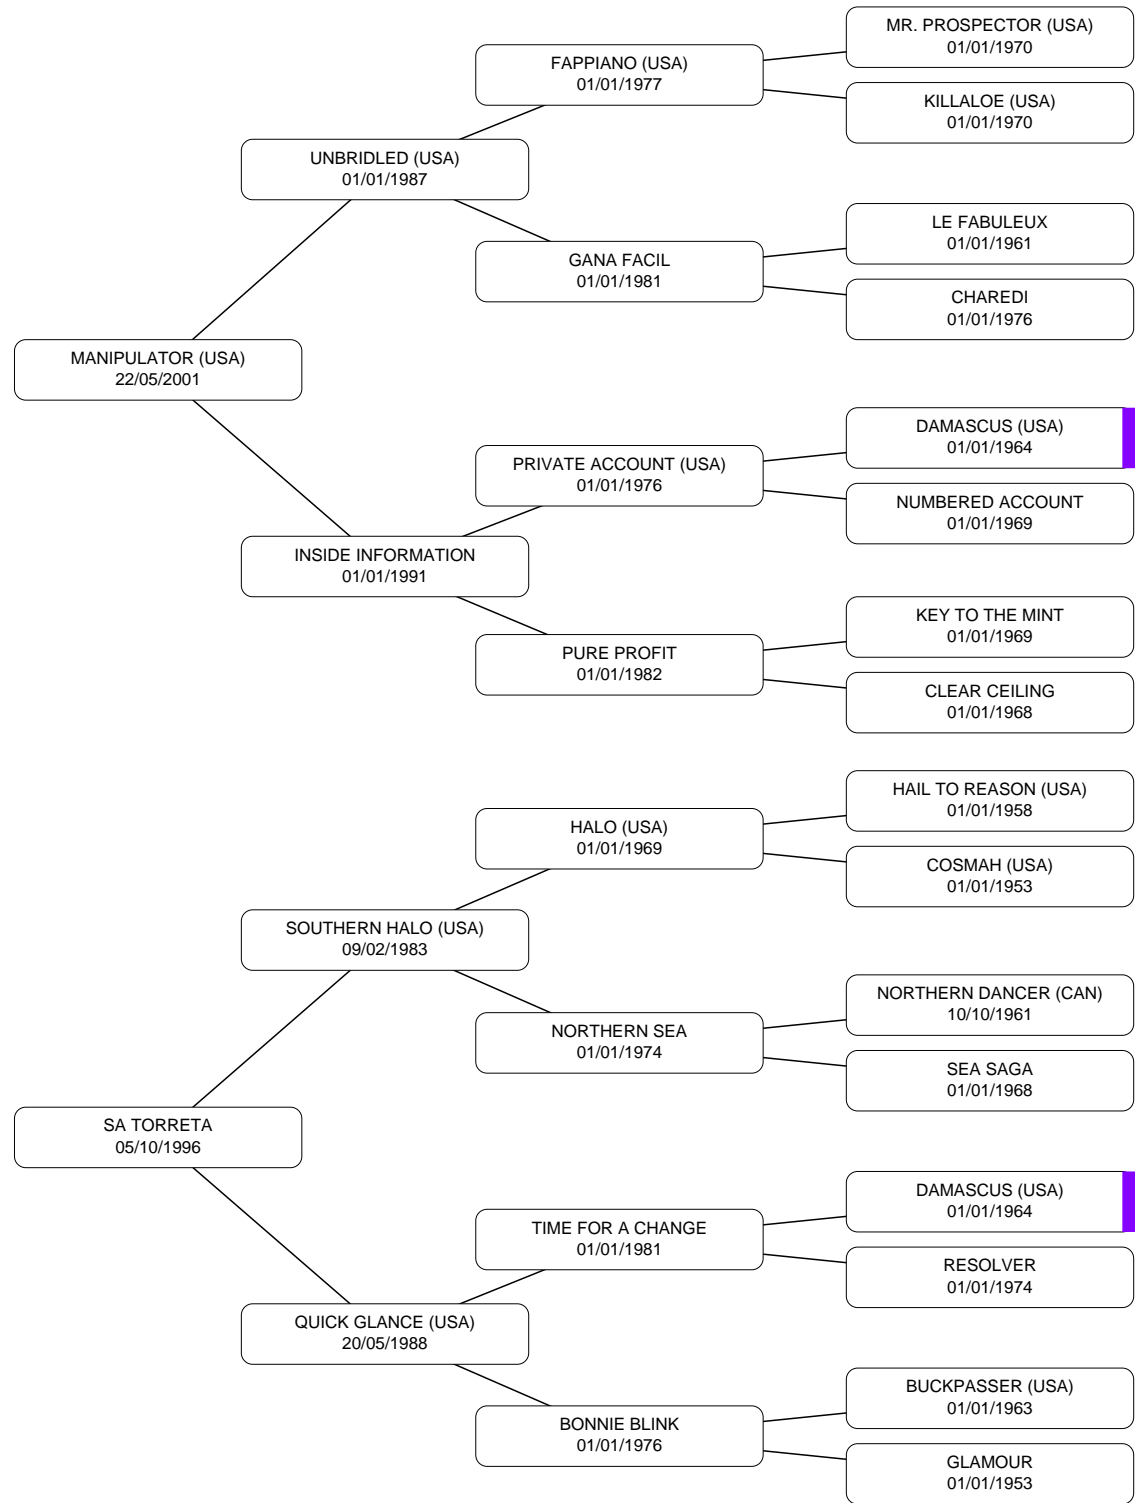 MR. PROSPECTOR (USA)
01/01/1970
FAPPIANO (USA)
01/01/1977
KILLALOE (USA)
01/01/1970
UNBRIDLED (USA)
01/01/1987
LE FABULEUX
01/01/1961
GANA FACIL
01/01/1981
CHAREDI
01/01/1976
MANIPULATOR (USA)
22/05/2001
DAMASCUS (USA)
01/01/1964
PRIVATE ACCOUNT (USA)
01/01/1976
NUMBERED ACCOUNT
01/01/1969
INSIDE INFORMATION
01/01/1991
KEY TO THE MINT
01/01/1969
PURE PROFIT
01/01/1982
CLEAR CEILING
01/01/1968
HAIL TO REASON (USA)
01/01/1958
HALO (USA)
01/01/1969
COSMAH (USA)
01/01/1953
SOUTHERN HALO (USA)
09/02/1983
NORTHERN DANCER (CAN)
10/10/1961
NORTHERN SEA
01/01/1974
SEA SAGA
01/01/1968
SA TORRETA
05/10/1996
DAMASCUS (USA)
01/01/1964
TIME FOR A CHANGE
01/01/1981
RESOLVER
01/01/1974
QUICK GLANCE (USA)
20/05/1988
BUCKPASSER (USA)
01/01/1963
BONNIE BLINK
01/01/1976
GLAMOUR
01/01/1953